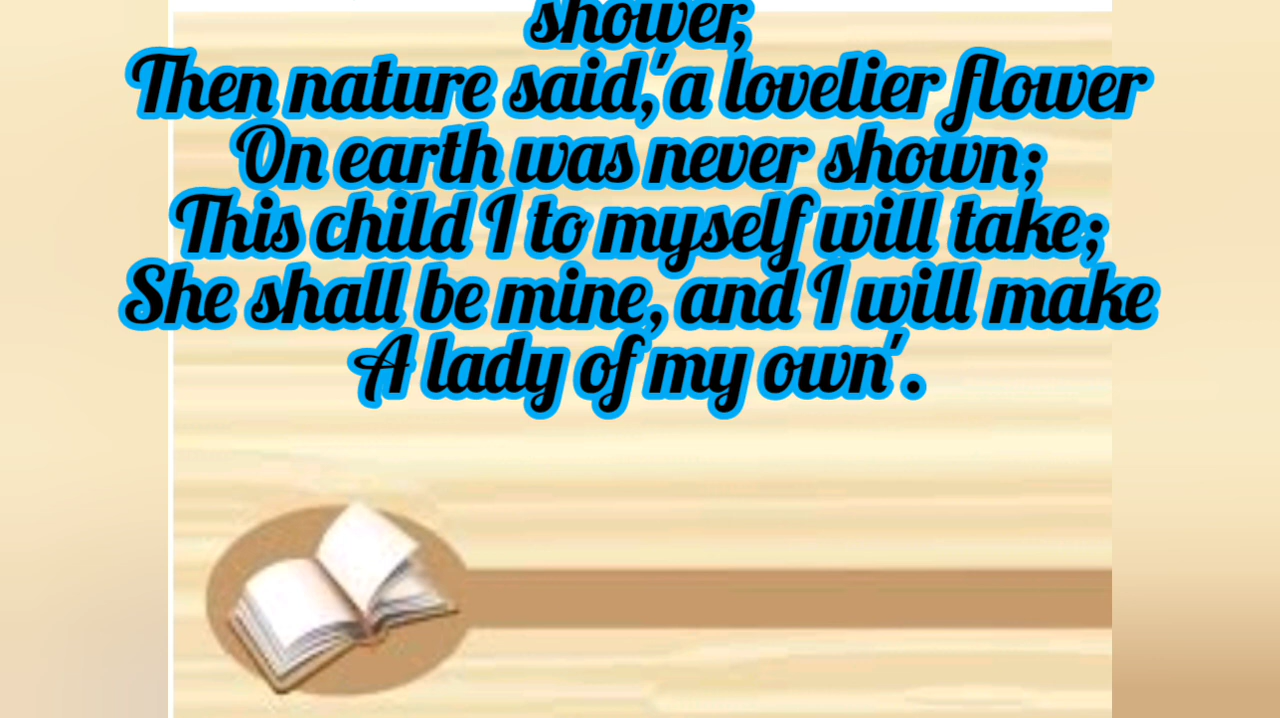 shower,
Then nature said,'a lovelier flower
On earth was never shown;
This child I to myself will take;
She shall be mine, and I will make
A lady of my own'.